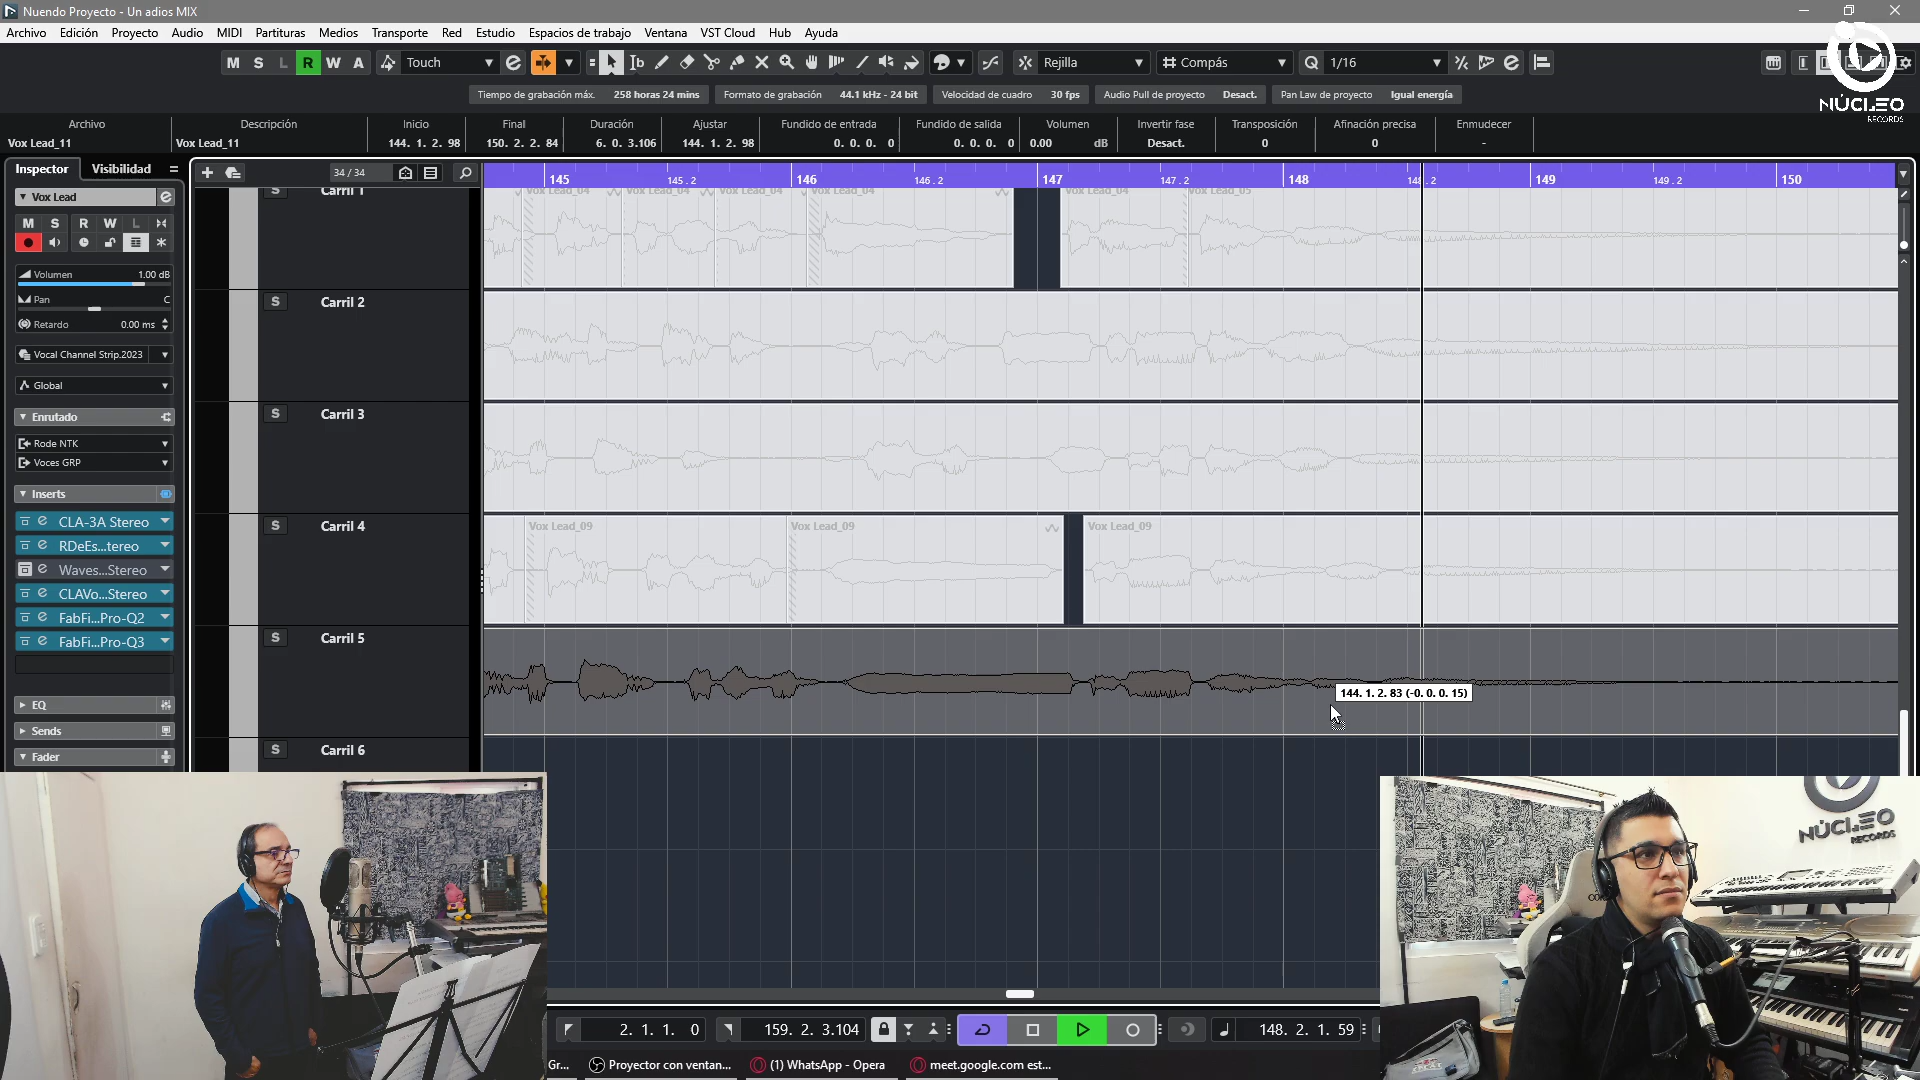 Nuendo Proyecto - Un adios MIX
Archivo Edición Proyecto Audio MIDI Partituras Medios Transporte Red Estudio Espacios de trabajo Ventana VST Cloud Hub Ayuda
M S L R W A Touch Rejilla Compás Q 1/16
NÚCLEO
RECORDS
Tiempo de grabación máx. 258 horas 24 mins Formato de grabación 44.1 kHz - 24 bit Velocidad de cuadro 30 fps Audio Pull de proyecto Desact. Pan Law de proyecto Igual energía
Archivo Descripción Inicio Final Duración Ajustar Fundido de entrada Fundido de salida Volumen Invertir fase Transposición Afinación precisa Enmudecer
Vox Lead_11 Vox Lead_11 144. 1. 2. 98 150. 2. 2. 84 6. 0. 3.106 144. 1. 2. 98 0. 0. 0. 0 0. 0. 0. 0 0.00 dB Desact. 0 0 -
Inspector Visibilidad 34 / 34
145 145. 2 146 146. 2 147 147. 2 148 148. 2 149 149. 2 150
Vox Lead
M S R W L
Volumen 1.00 dB
Pan C
Retardo 0.00 ms
Vocal Channel Strip.2023
Global
Enrutado
Rode NTK
Voces GRP
Inserts
CLA-3A Stereo
RDeEs...tereo
Waves...Stereo
CLAVo...Stereo
FabFi...Pro-Q2
FabFi...Pro-Q3
EQ
Sends
Fader
S Carril 1 Vox Lead_04 Vox Lead_04 Vox Lead_04 Vox Lead_04 Vox Lead_04 Vox Lead_05
S Carril 2
S Carril 3
S Carril 4 Vox Lead_09 Vox Lead_09 Vox Lead_09
S Carril 5
144. 1. 2. 83 (-0. 0. 0. 15)
S Carril 6
NÚCLEO
RECORDS
2. 1. 1. 0 159. 2. 3.104 148. 2. 1. 59
Gr... Proyector con ventan... (1) WhatsApp - Opera meet.google.com est...